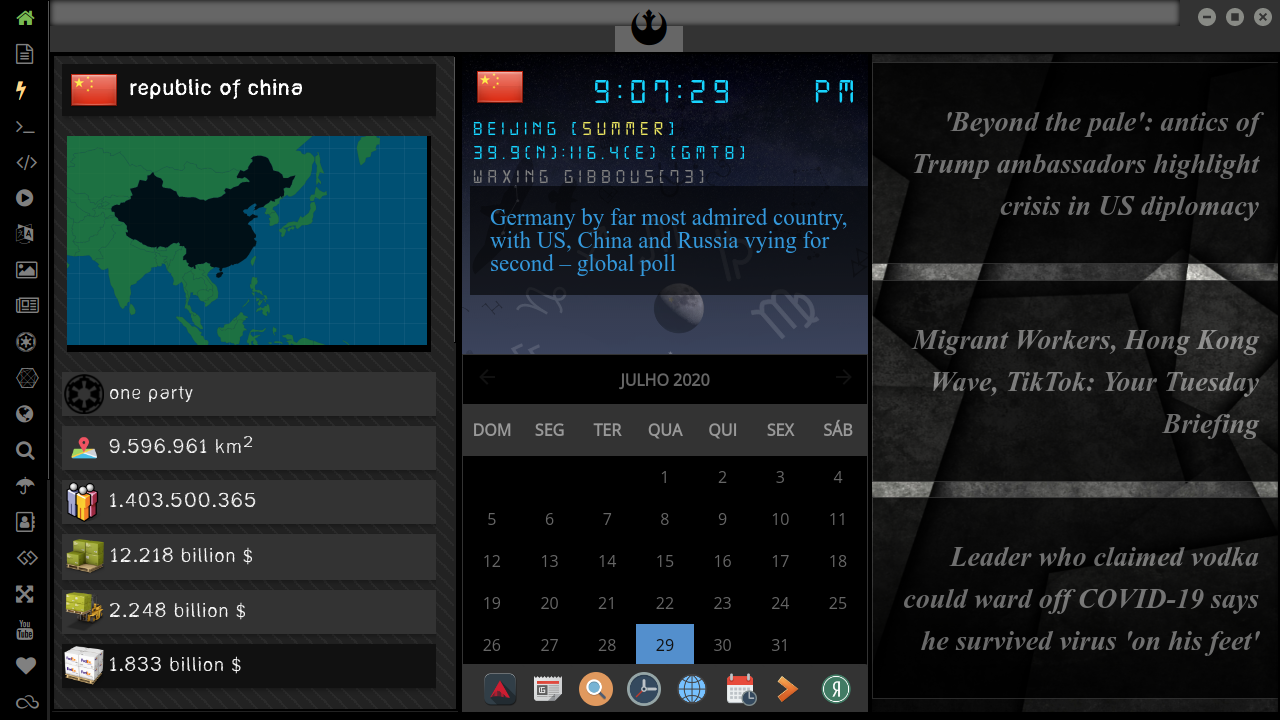 republic of china
one party
9.596.961 km²
1.403.500.365
12.218 billion $
2.248 billion $
1.833 billion $
9:07:29 PM
BEIJING (SUMMER)
39.9(N):116.4(E) (GMT8)
WAXING GIBBOUS(73)
Germany by far most admired country,
with US, China and Russia vying for
second – global poll
JULHO 2020
DOM SEG TER QUA QUI SEX SÁB
1 2 3 4
5 6 7 8 9 10 11
12 13 14 15 16 17 18
19 20 21 22 23 24 25
26 27 28 29 30 31
'Beyond the pale': antics of
Trump ambassadors highlight
crisis in US diplomacy
Migrant Workers, Hong Kong
Wave, TikTok: Your Tuesday
Briefing
Leader who claimed vodka
could ward off COVID-19 says
he survived virus 'on his feet'
You
Tube